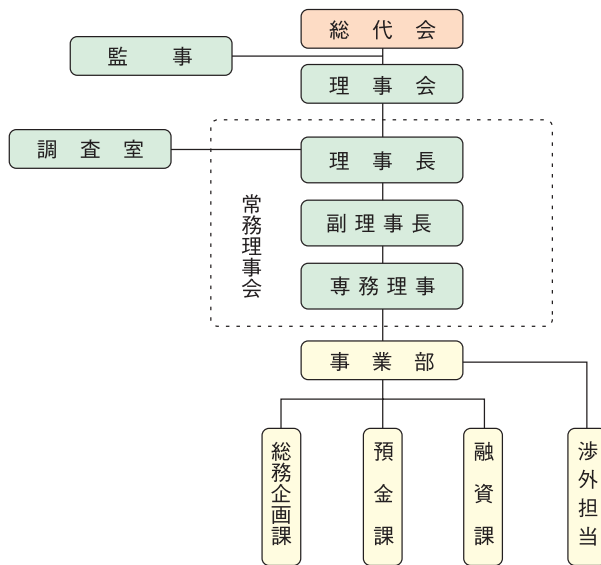 総代会
監事
理事会
調査室
理事長
常務理事会
副理事長
専務理事
事業部
総務企画課
預金課
融資課
渉外担当